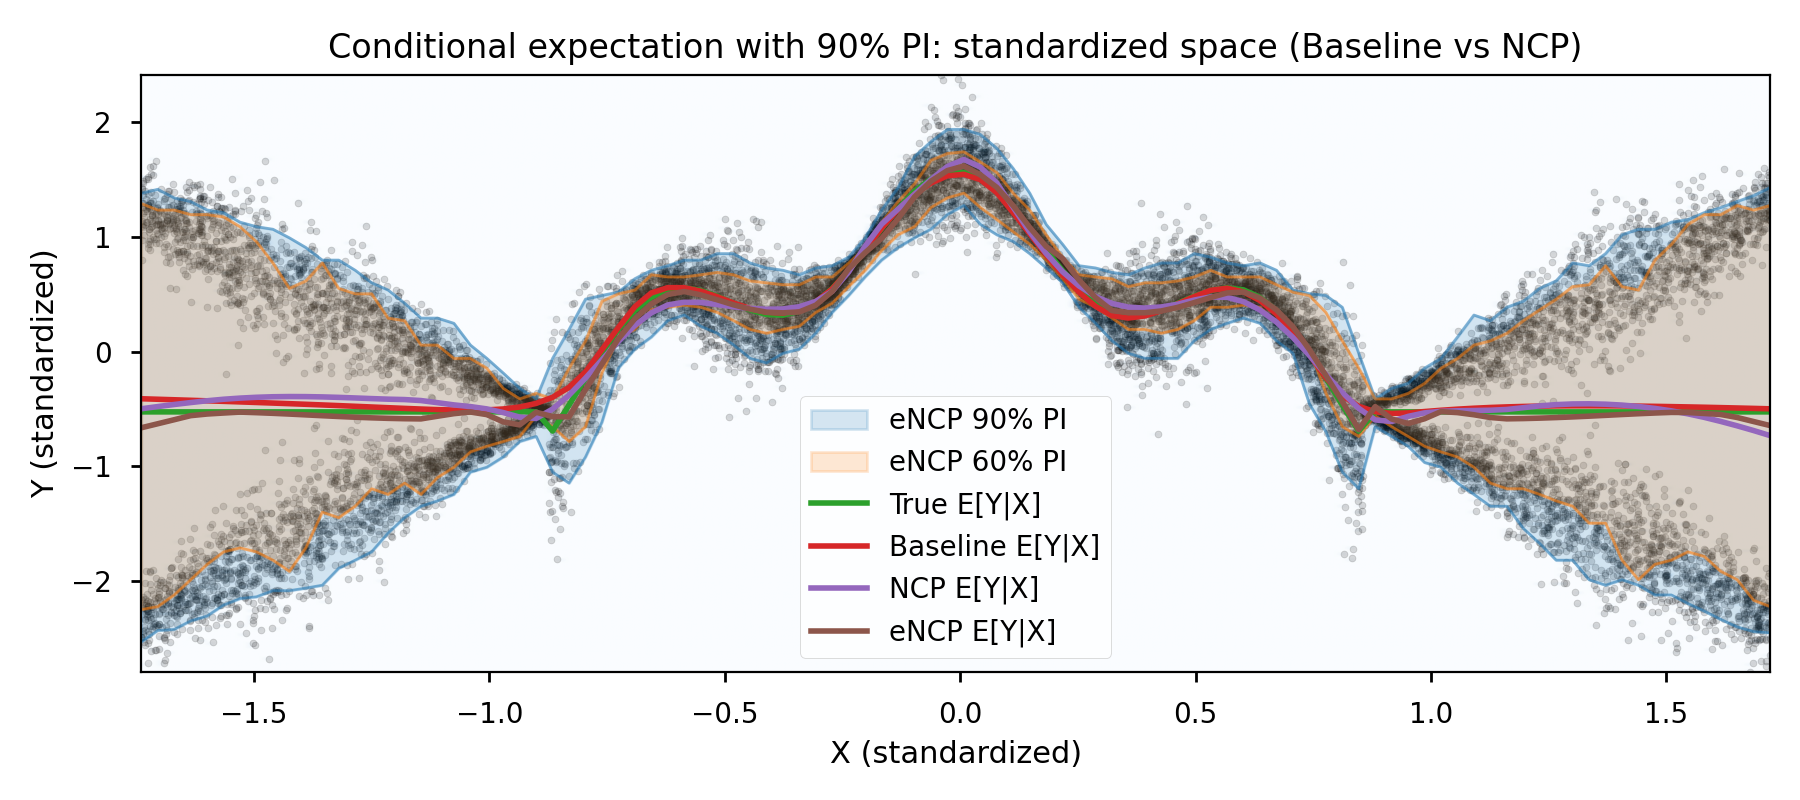 Conditional expectation with 90% PI: standardized space (Baseline vs NCP)
Y (standardized)
2
1
0
−1
−2
eNCP 90% PI
eNCP 60% PI
True E[Y|X]
Baseline E[Y|X]
NCP E[Y|X]
eNCP E[Y|X]
−1.5 −1.0 −0.5 0.0 0.5 1.0 1.5
X (standardized)